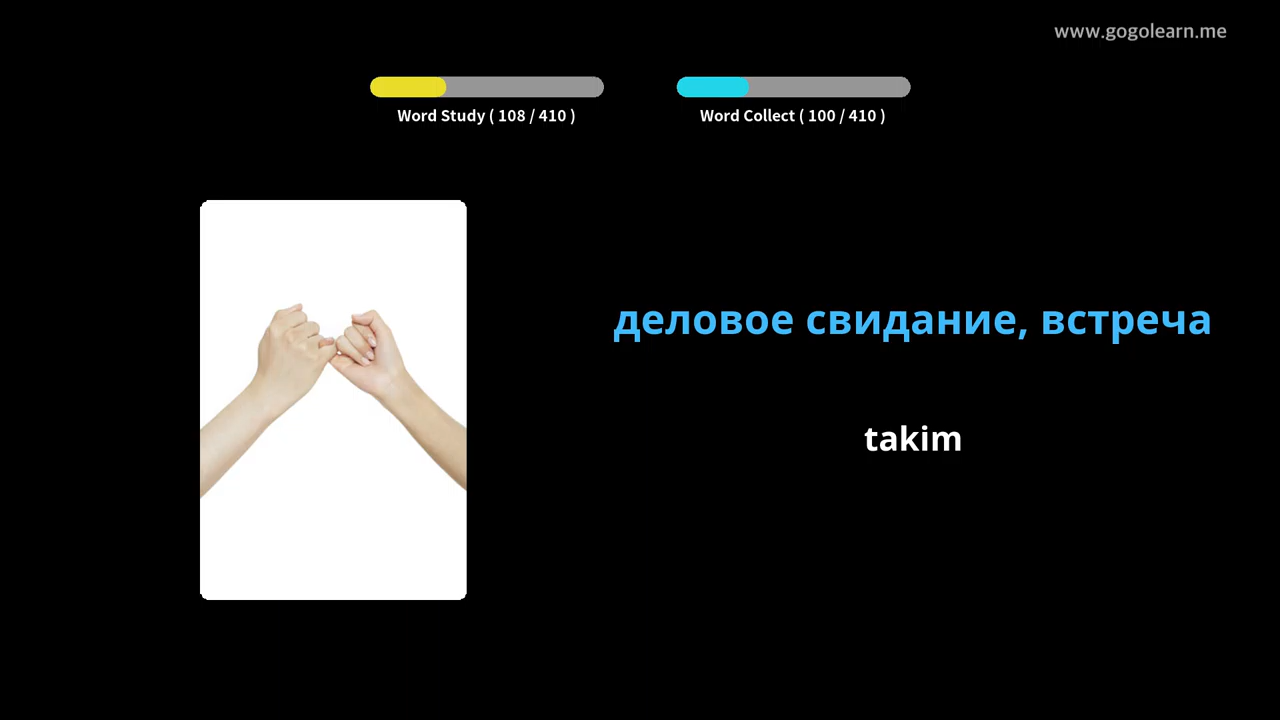 www.gogolearn.me
Word Study ( 108 / 410 )
Word Collect ( 100 / 410 )
деловое свидание, встреча
takim